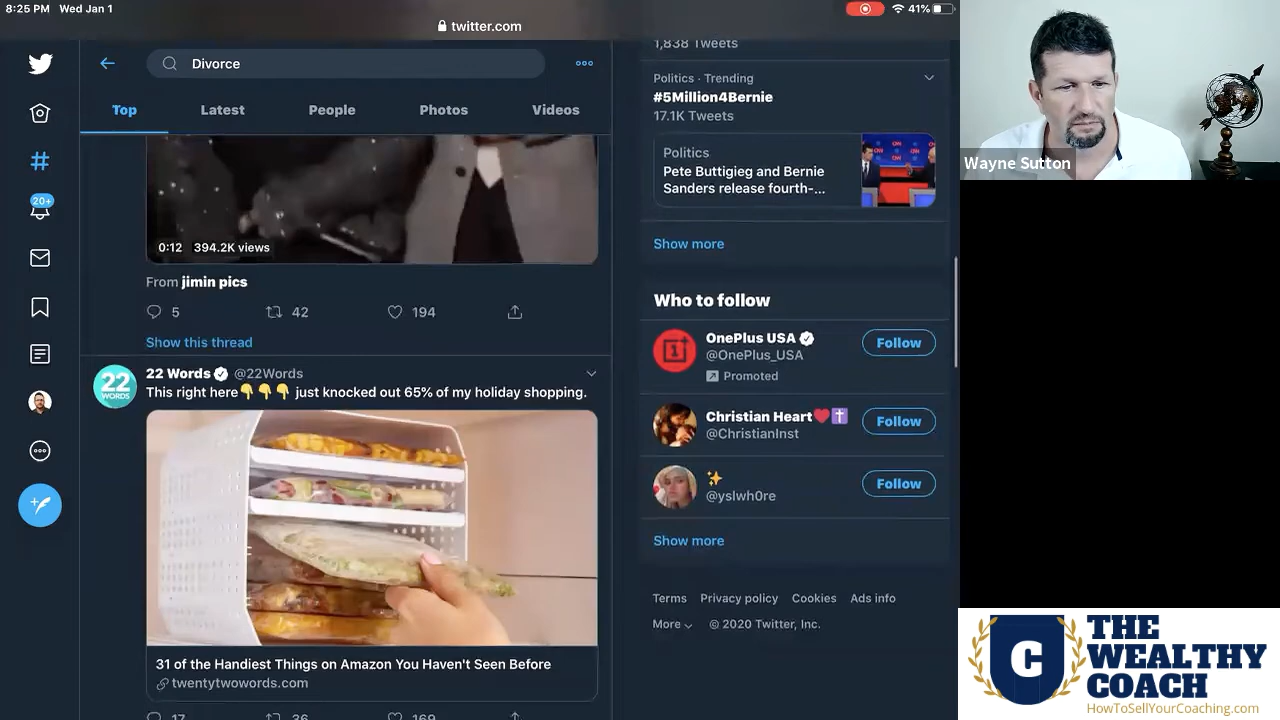 8:25 PM Wed Jan 1
41%
twitter.com
Divorce
Top Latest People Photos Videos
0:12 394.2K views
From jimin pics
5 42 194
Show this thread
22 WORDS
22 Words @22Words
This right here👇👇👇 just knocked out 65% of my holiday shopping.
31 of the Handiest Things on Amazon You Haven't Seen Before
twentytwowords.com
17 36 169
20+
1,838 Tweets
Politics · Trending
#5Million4Bernie
17.1K Tweets
Politics
Pete Buttigieg and Bernie
Sanders release fourth-...
CNN
Show more
Who to follow
OnePlus USA
@OnePlus_USA
Promoted
Follow
Christian Heart❤️✝️
@ChristianInst
Follow
✨
@yslwh0re
Follow
Show more
Terms Privacy policy Cookies Ads info
More © 2020 Twitter, Inc.
Wayne Sutton
C
THE
WEALTHY
COACH
HowToSellYourCoaching.com